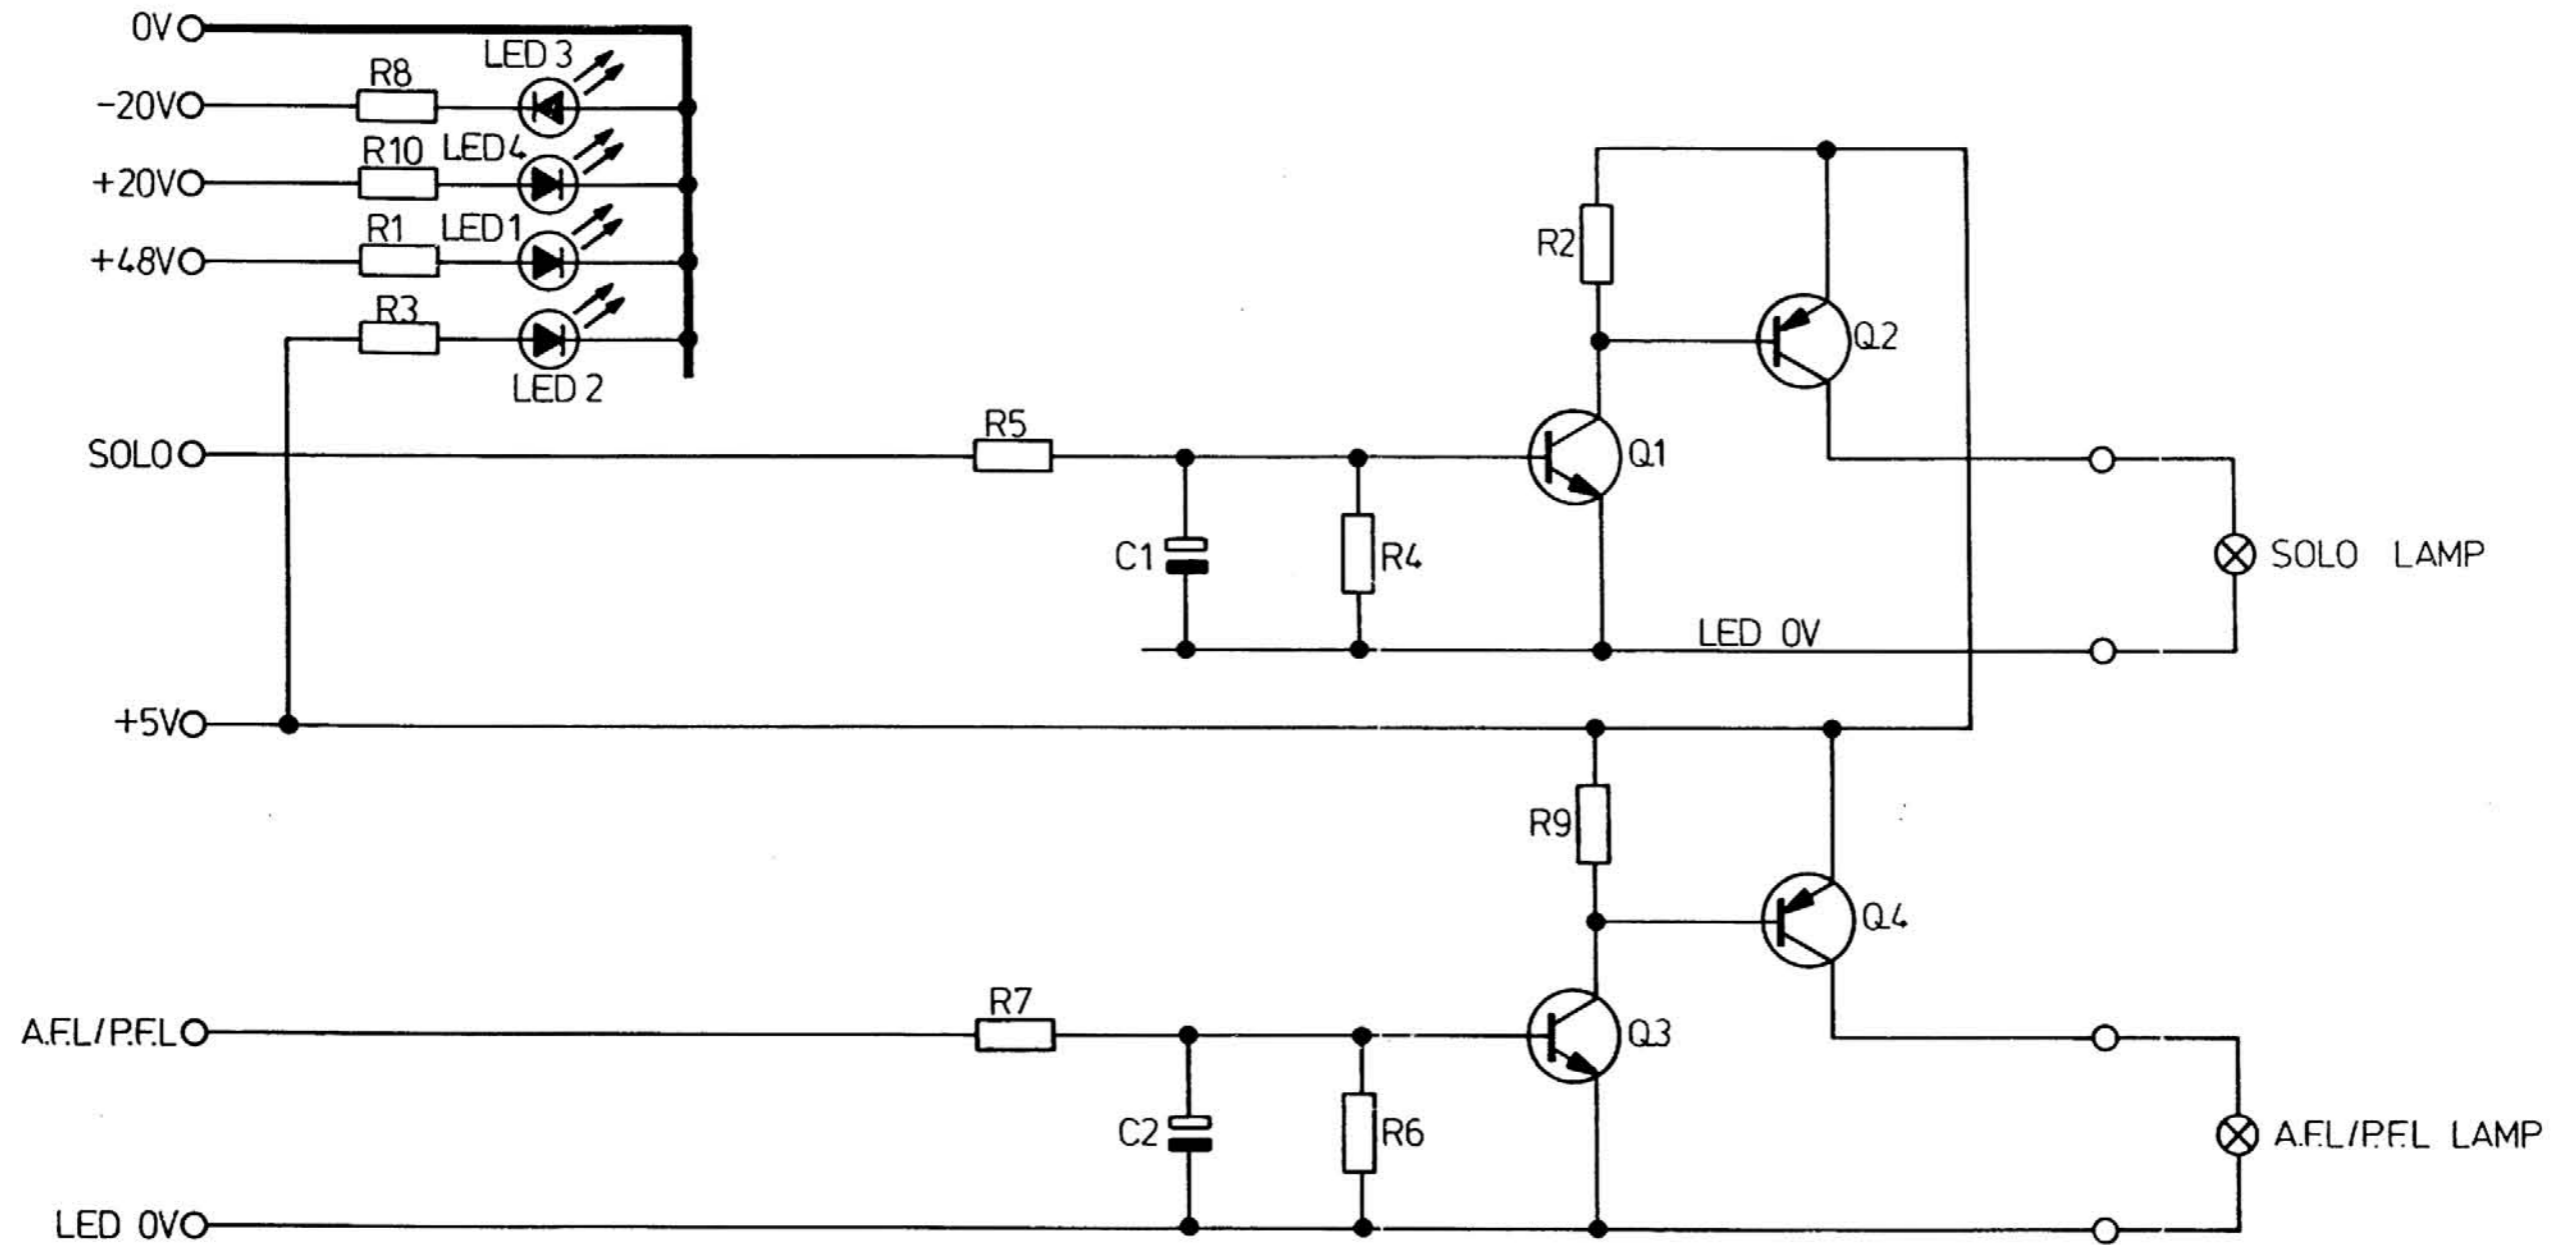 0V
LED 3
R8
-20V
R10
LED4
+20V
R1
LED1
+48V
R3
LED 2
R2
Q2
SOLO
R5
Q1
C1
R4
SOLO LAMP
LED 0V
+5V
R9
Q4
A.F.L/P.F.L
R7
Q3
C2
R6
A.F.L/P.F.L LAMP
LED 0V